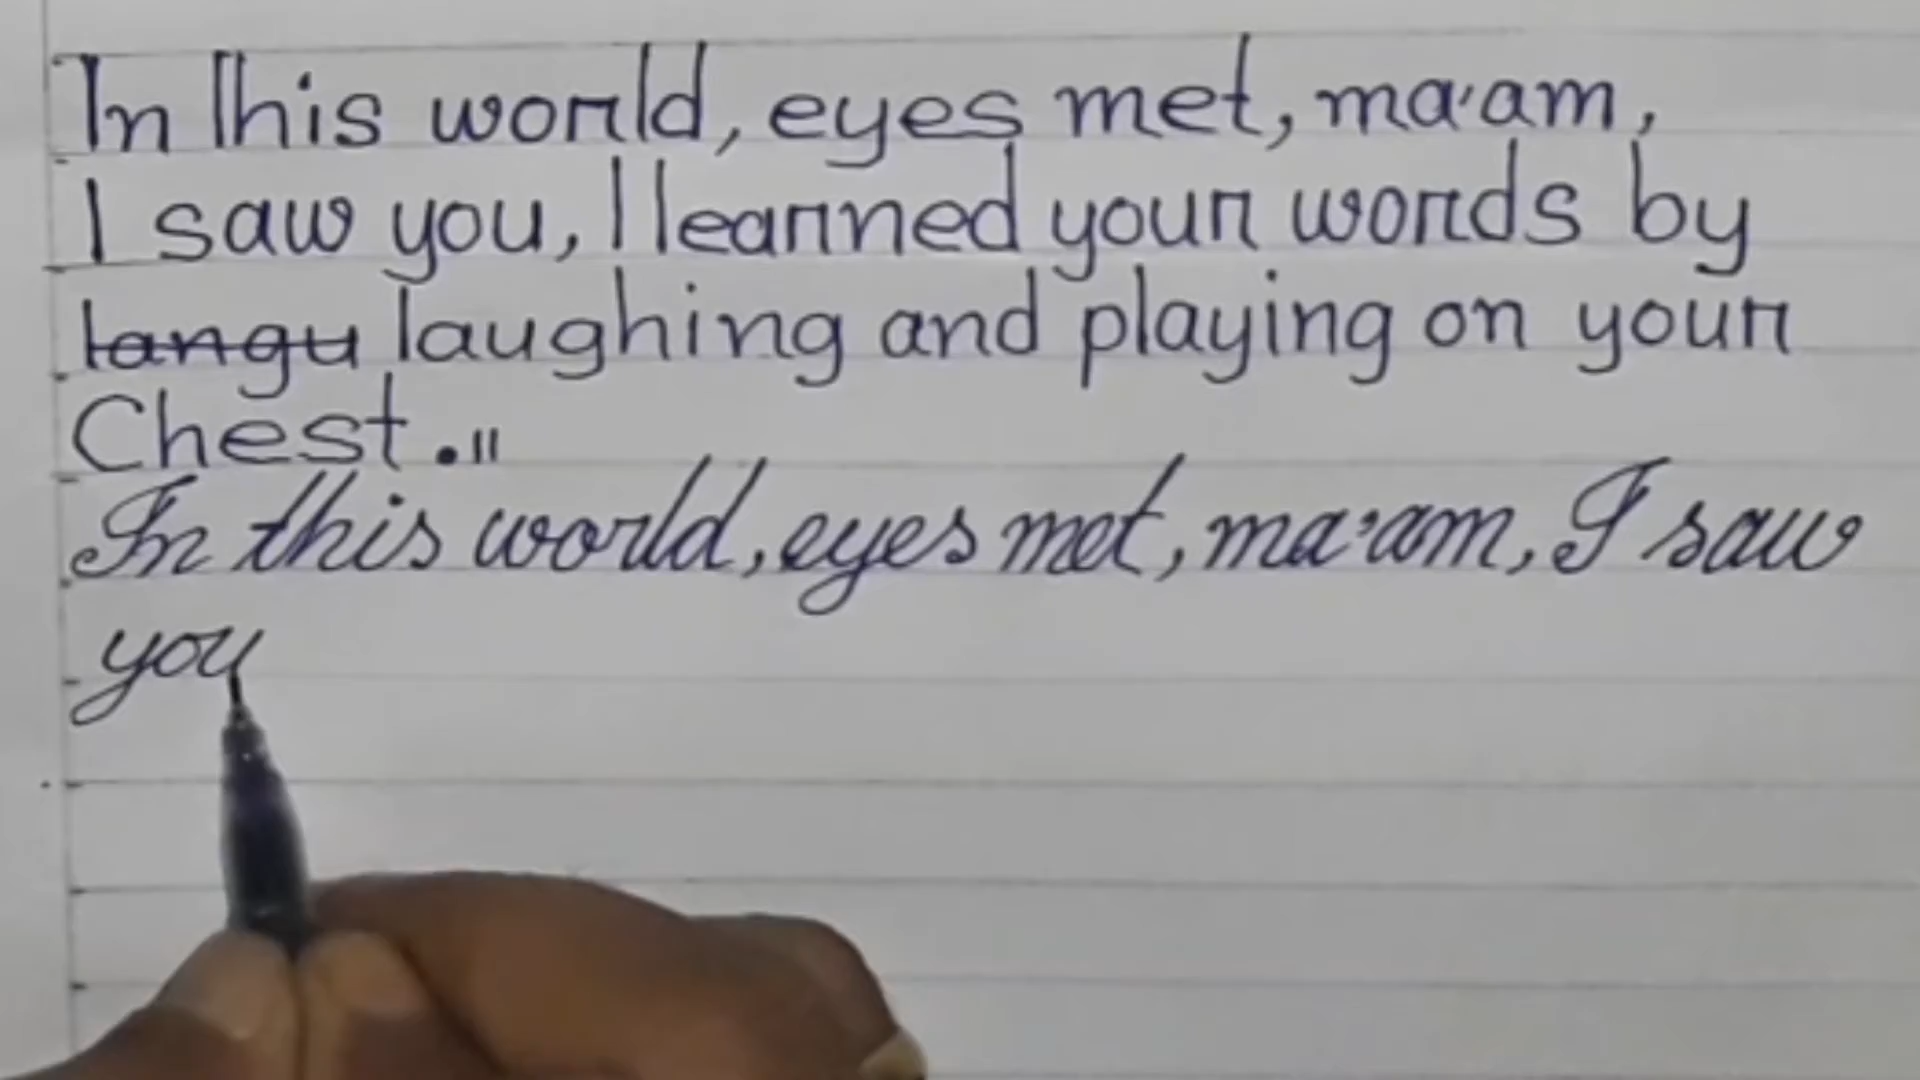 In this world, eyes met, ma'am,
I saw you, I learned your words by
langu laughing and playing on your
Chest.||
In this world, eyes met, ma'am, I saw
you